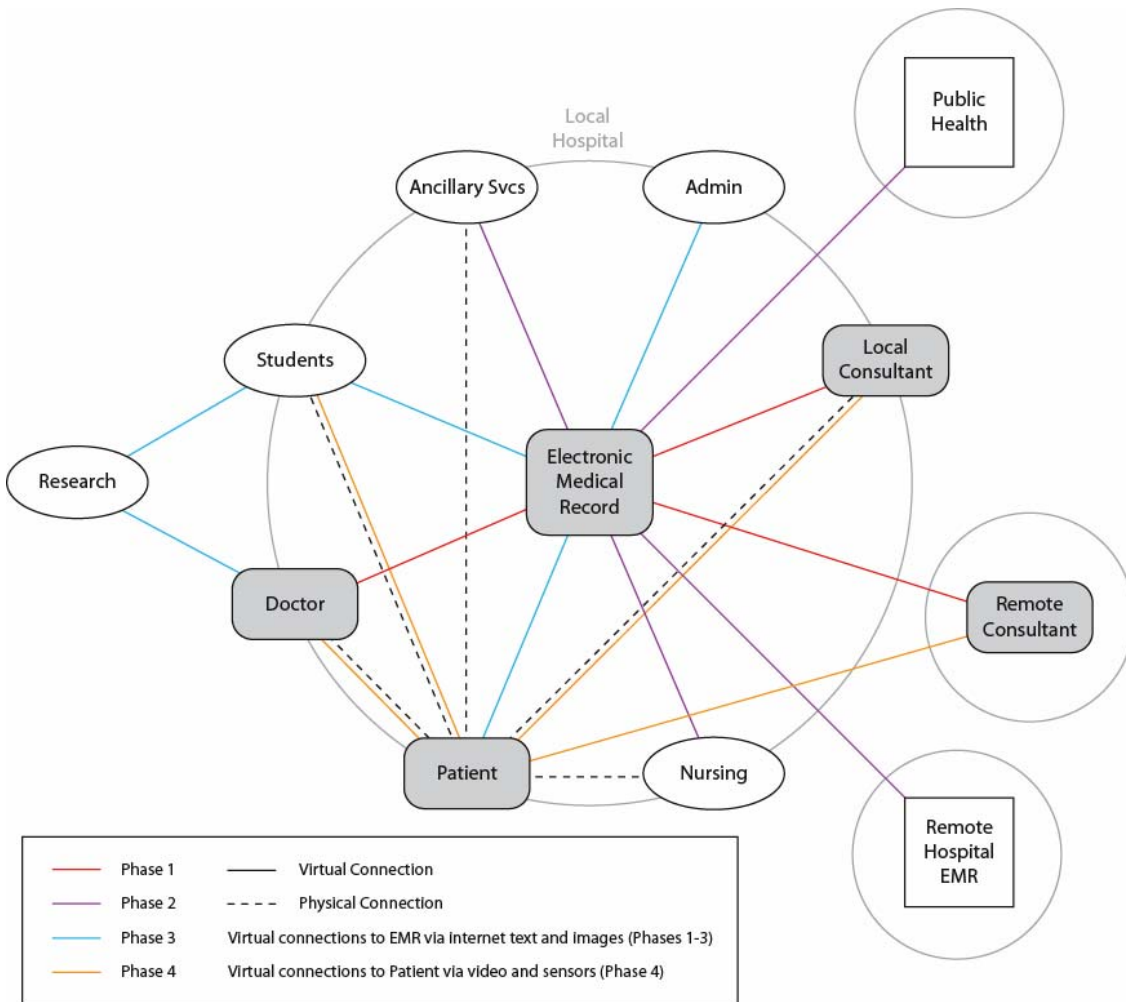 Public
Health
Local
Hospital
Ancillary Svcs
Admin
Students
Local
Consultant
Research
Electronic
Medical
Record
Doctor
Remote
Consultant
Patient
Nursing
Remote
Hospital
EMR
Phase 1
Virtual Connection
Phase 2
Physical Connection
Phase 3
Virtual connections to EMR via internet text and images (Phases 1-3)
Phase 4
Virtual connections to Patient via video and sensors (Phase 4)